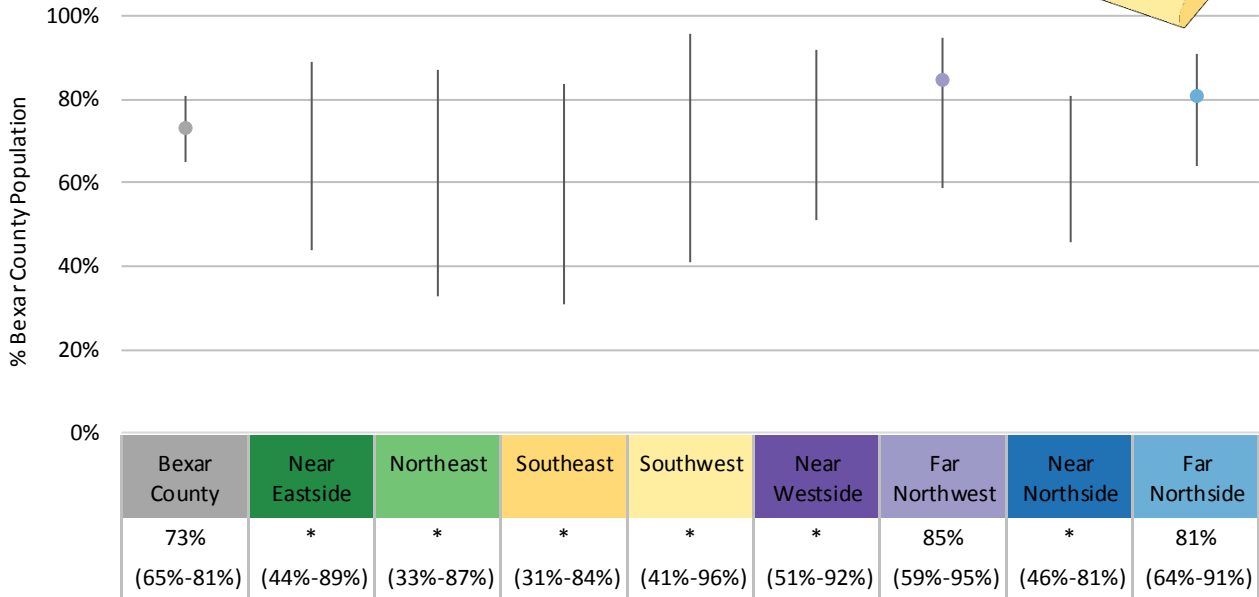 100%
80%
60%
40%
20%
0%
% Bexar County Population
Bexar County Near Eastside Northeast Southeast Southwest Near Westside Far Northwest Near Northside Far Northside
73% * * * * * 85% * 81%
(65%-81%) (44%-89%) (33%-87%) (31%-84%) (41%-96%) (51%-92%) (59%-95%) (46%-81%) (64%-91%)